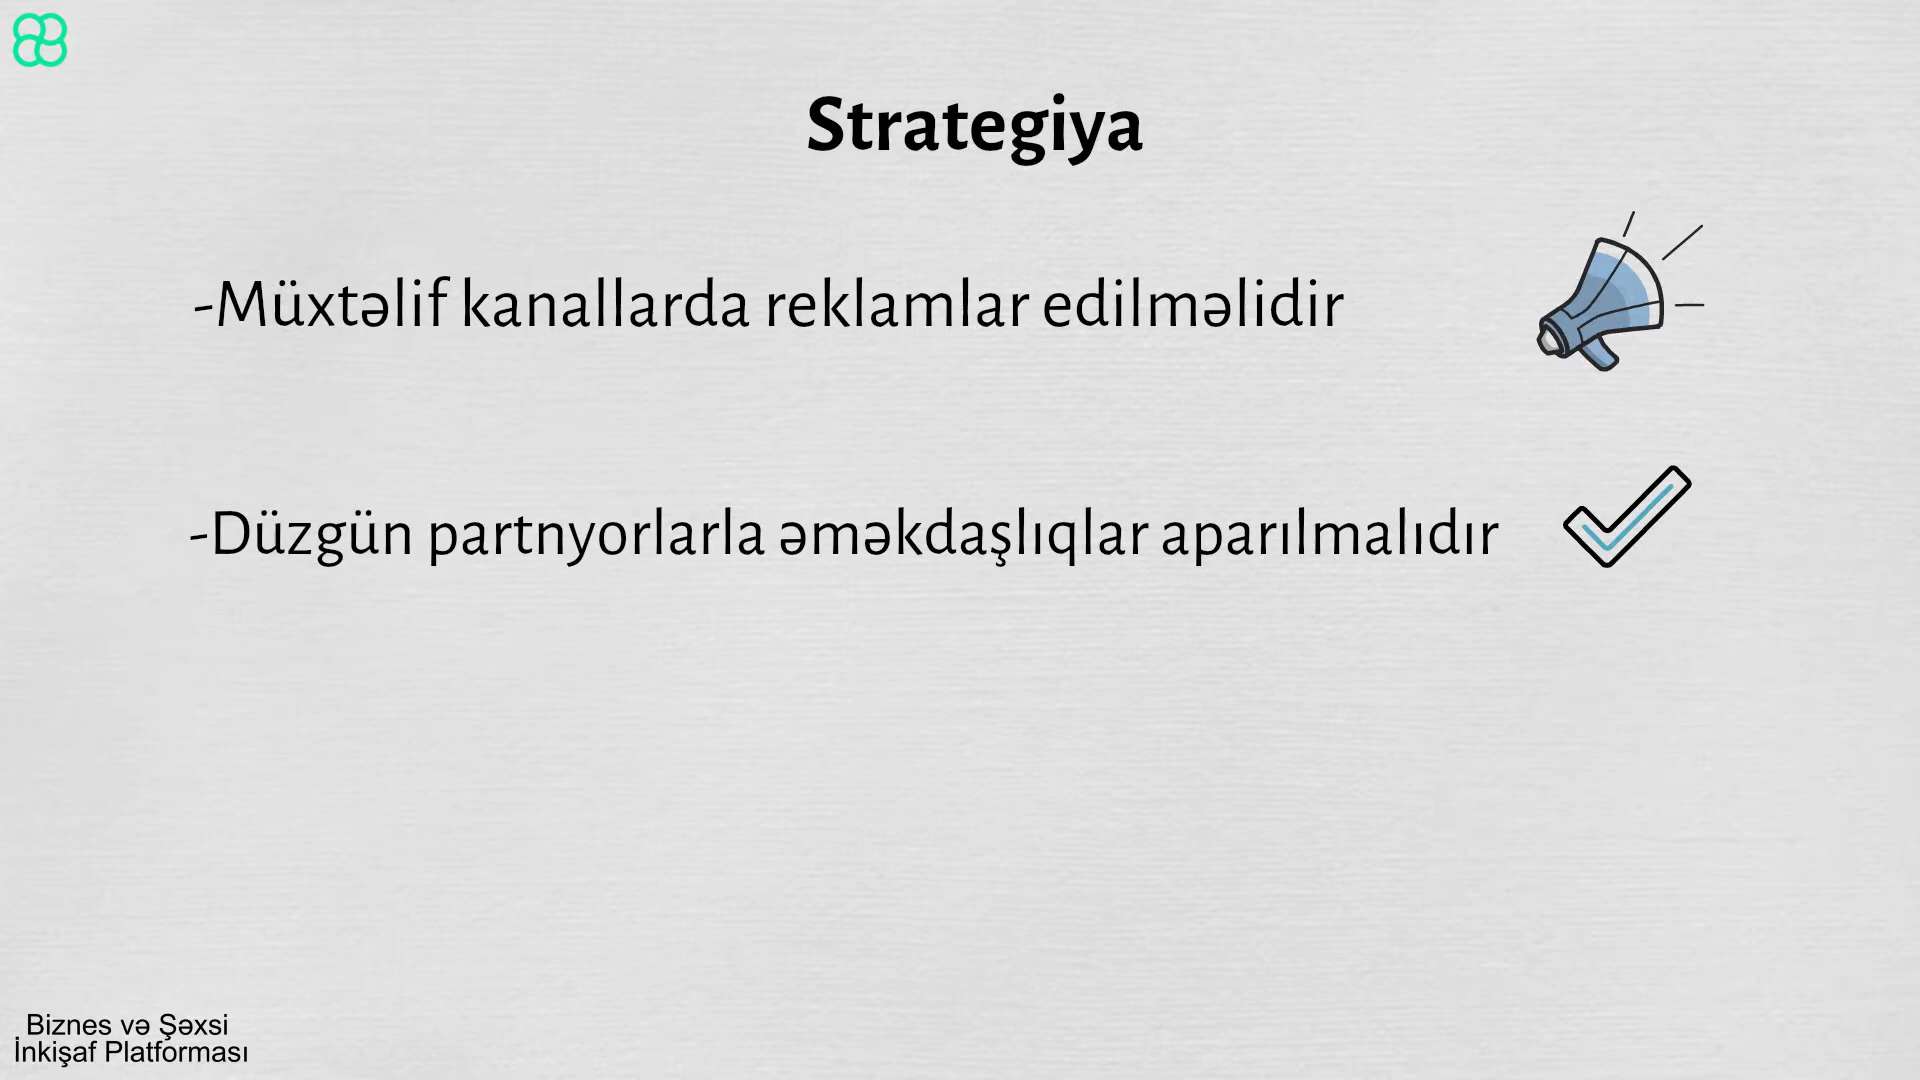 Strategiya
-Müxtəlif kanallarda reklamlar edilməlidir
-Düzgün partnyorlarla əməkdaşlıqlar aparılmalıdır
Biznes və Şəxsi
İnkişaf Platforması